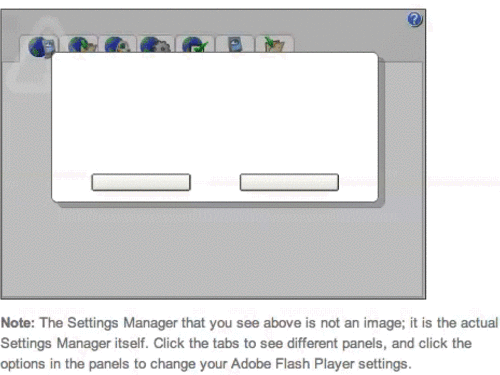 Note: The Settings Manager that you see above is not an image; it is the actual
Settings Manager itself. Click the tabs to see different panels, and click the
options in the panels to change your Adobe Flash Player settings.